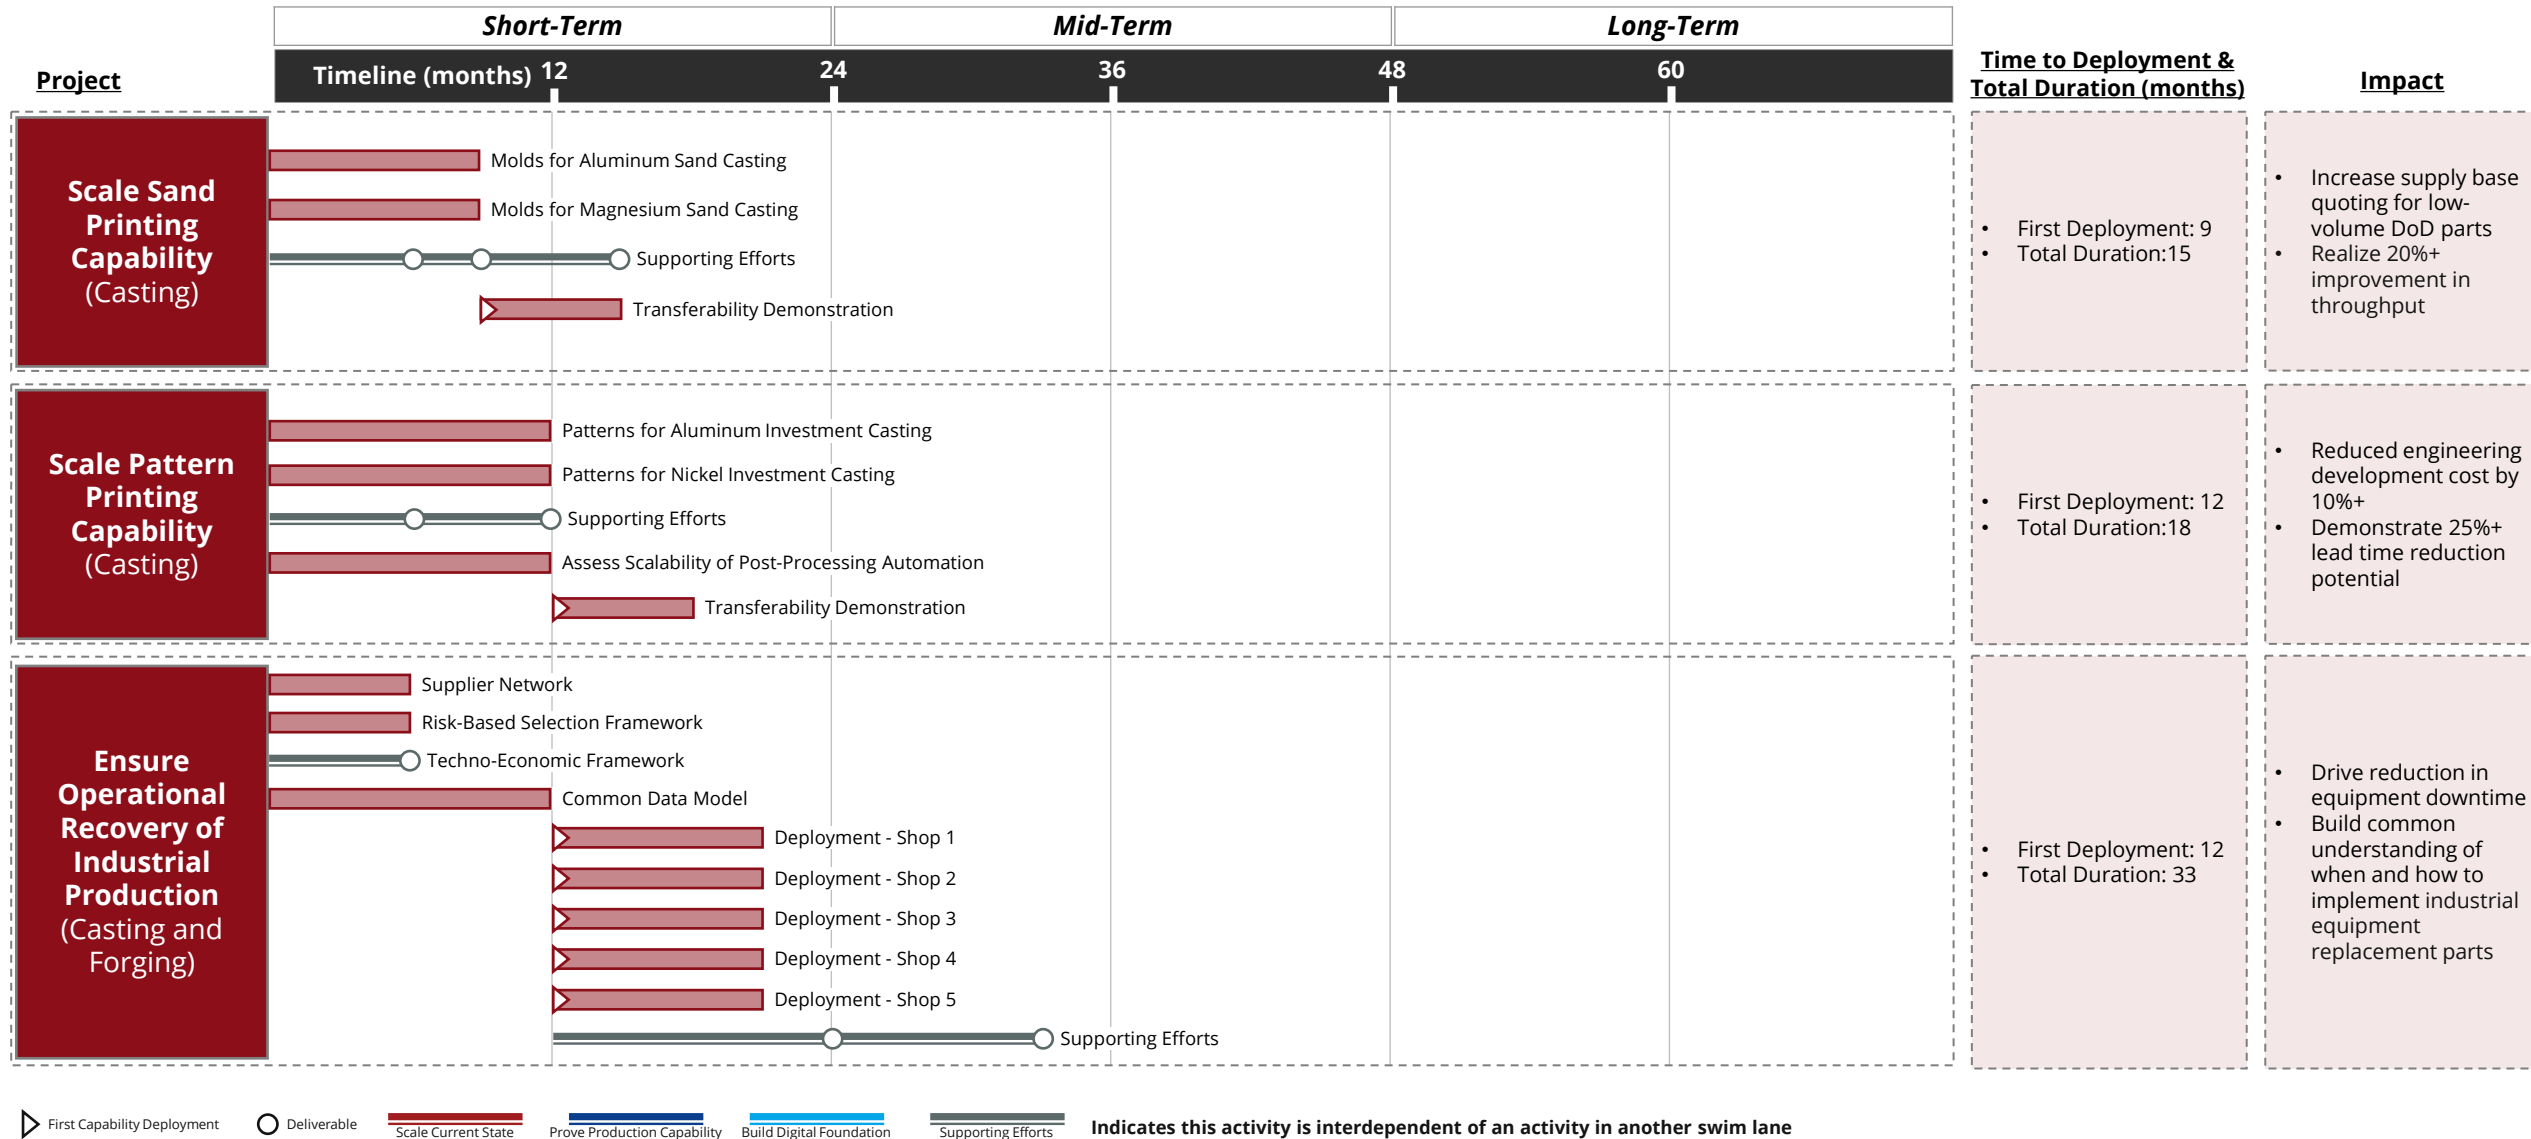 Short-Term
Mid-Term
Long-Term
Project
Timeline (months)
12
24
36
48
60
Time to Deployment &
Total Duration (months)
Impact
Scale Sand
Printing
Capability
(Casting)
Molds for Aluminum Sand Casting
Molds for Magnesium Sand Casting
Supporting Efforts
Transferability Demonstration
• First Deployment: 9
• Total Duration:15
• Increase supply base
quoting for low-
volume DoD parts
• Realize 20%+
improvement in
throughput
Scale Pattern
Printing
Capability
(Casting)
Patterns for Aluminum Investment Casting
Patterns for Nickel Investment Casting
Supporting Efforts
Assess Scalability of Post-Processing Automation
Transferability Demonstration
• First Deployment: 12
• Total Duration:18
• Reduced engineering
development cost by
10%+
• Demonstrate 25%+
lead time reduction
potential
Ensure
Operational
Recovery of
Industrial
Production
(Casting and
Forging)
Supplier Network
Risk-Based Selection Framework
Techno-Economic Framework
Common Data Model
Deployment - Shop 1
Deployment - Shop 2
Deployment - Shop 3
Deployment - Shop 4
Deployment - Shop 5
Supporting Efforts
• First Deployment: 12
• Total Duration: 33
• Drive reduction in
equipment downtime
• Build common
understanding of
when and how to
implement industrial
equipment
replacement parts
First Capability Deployment
Deliverable
Scale Current State
Prove Production Capability
Build Digital Foundation
Supporting Efforts
Indicates this activity is interdependent of an activity in another swim lane